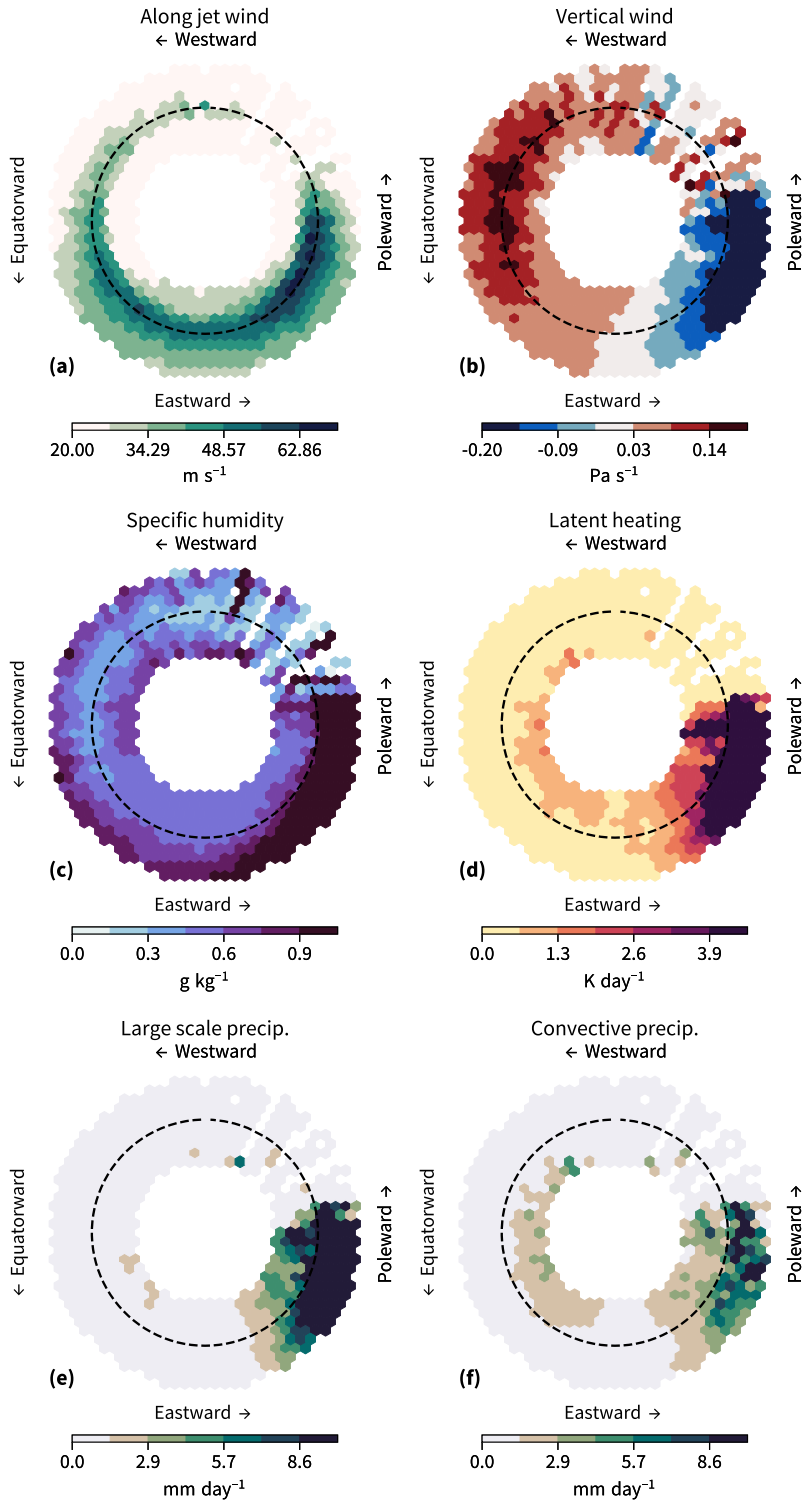 Along jet wind
← Westward
← Equatorward
Poleward →
(a)
Eastward →
20.00 34.29 48.57 62.86
m s⁻¹
Vertical wind
← Westward
← Equatorward
Poleward →
(b)
Eastward →
-0.20 -0.09 0.03 0.14
Pa s⁻¹
Specific humidity
← Westward
← Equatorward
Poleward →
(c)
Eastward →
0.0 0.3 0.6 0.9
g kg⁻¹
Latent heating
← Westward
← Equatorward
Poleward →
(d)
Eastward →
0.0 1.3 2.6 3.9
K day⁻¹
Large scale precip.
← Westward
← Equatorward
Poleward →
(e)
Eastward →
0.0 2.9 5.7 8.6
mm day⁻¹
Convective precip.
← Westward
← Equatorward
Poleward →
(f)
Eastward →
0.0 2.9 5.7 8.6
mm day⁻¹